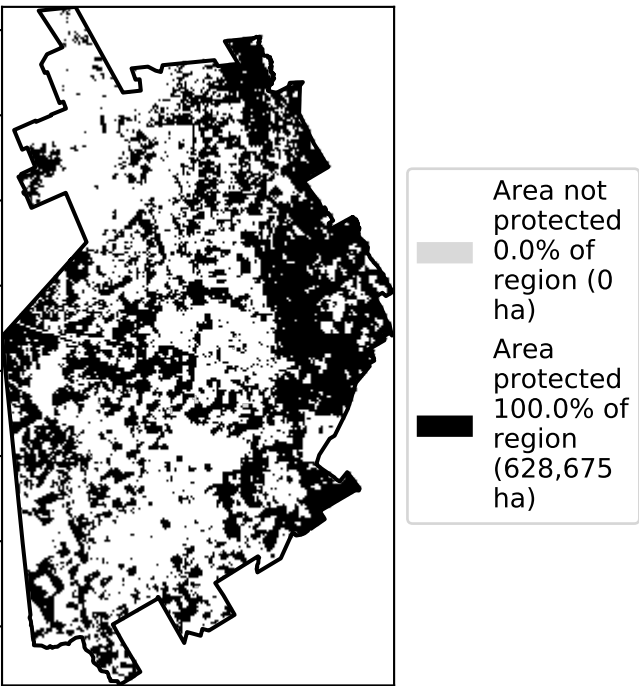 Area not
protected
0.0% of
region (0
ha)
Area
protected
100.0% of
region
(628,675
ha)